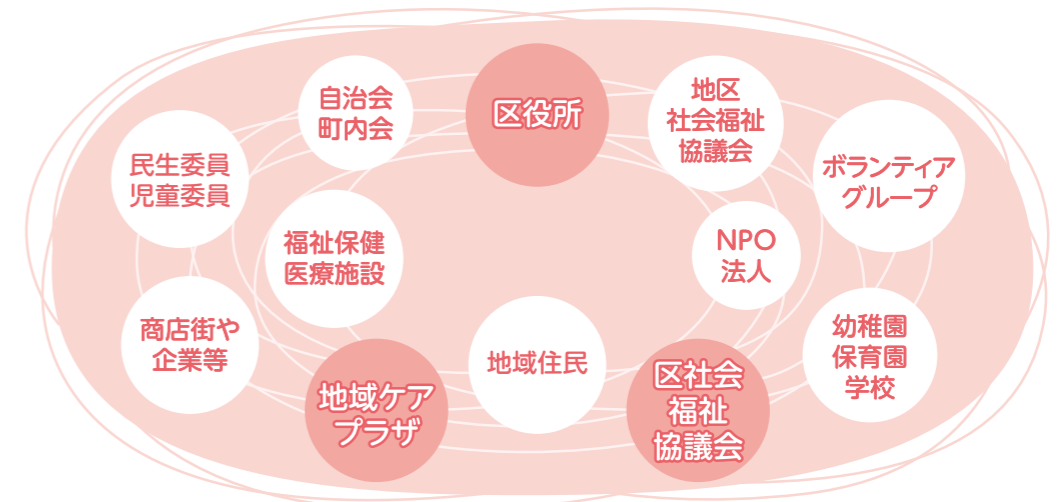 区役所
自治会
町内会
地区
社会福祉
協議会
民生委員
児童委員
ボランティア
グループ
福祉保健
医療施設
NPO
法人
商店街や
企業等
地域住民
幼稚園
保育園
学校
地域ケア
プラザ
区社会
福祉
協議会